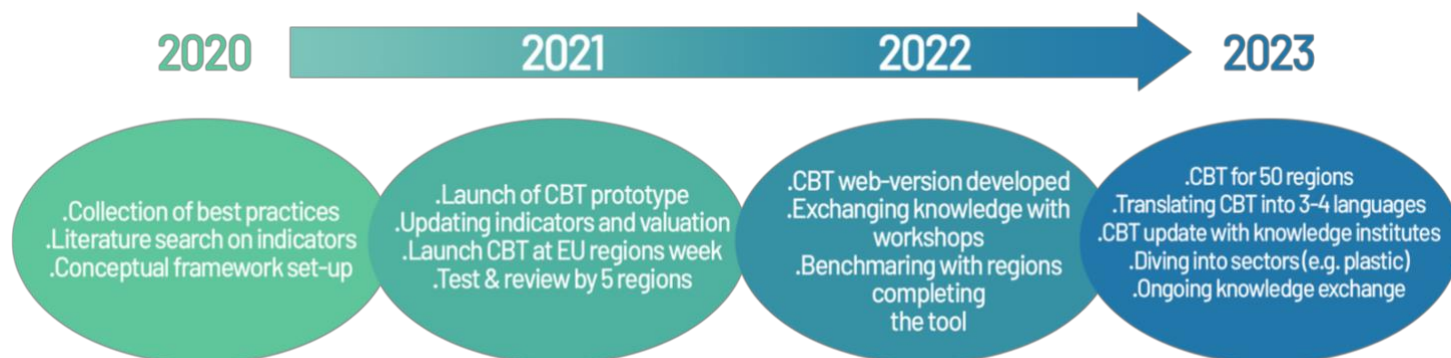 2020
2021
2022
2023
.Collection of best practices
.Literature search on indicators
.Conceptual framework set-up
.Launch of CBT prototype
.Updating indicators and valuation
.Launch CBT at EU regions week
.Test & review by 5 regions
.CBT web-version developed
.Exchanging knowledge with
workshops
.Benchmaring with regions
completing
the tool
.CBT for 50 regions
.Translating CBT into 3-4 languages
.CBT update with knowledge institutes
.Diving into sectors (e.g. plastic)
.Ongoing knowledge exchange